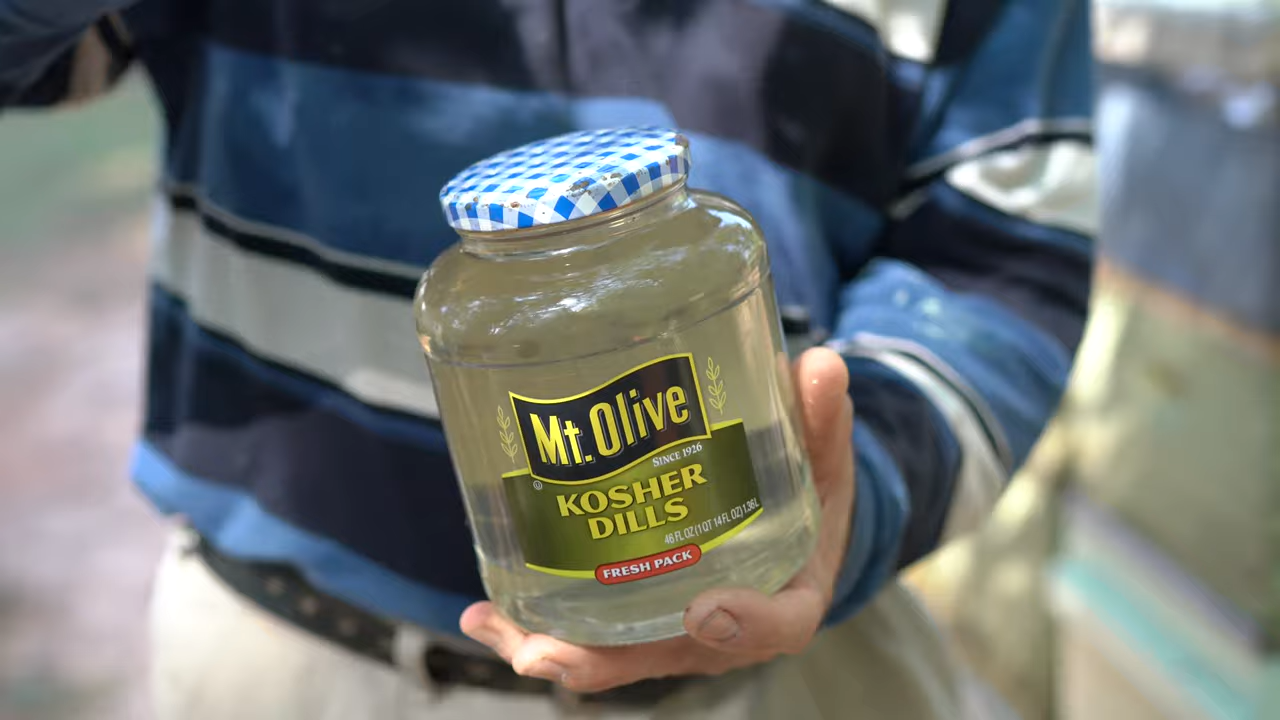 Mt. Olive
SINCE 1926
KOSHER
DILLS
46 FL OZ (1 QT 14 FL OZ) 1.36L
FRESH PACK